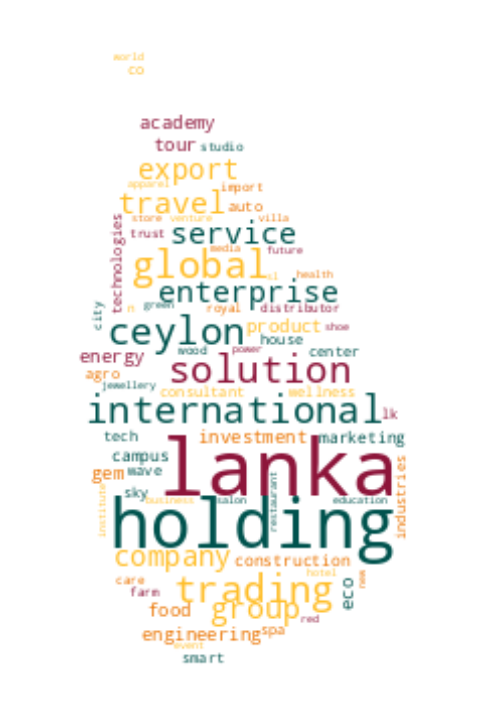 world
co
academy
tour studio
export
apparel import
travel auto
store venture villa
technologies
trust service
media future
global sl health
enterprise
city
n green royal distributor
ceylon product shoe
house
energy wood power center
solution
agro
jewellery
consultant wellness
international lk
tech investment marketing
campus
lanka
gem wave
industries
sky
institute
business salon restaurant education
holding
company construction
hotel
care trading new
farm eco
food group
red
engineering spa
event
smart